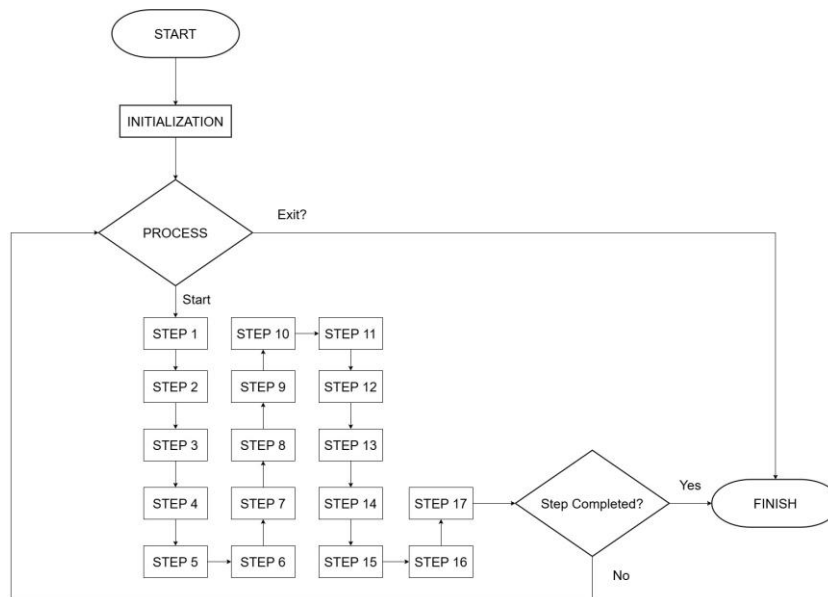 START
INITIALIZATION
PROCESS
Exit?
Start
STEP 1
STEP 2
STEP 3
STEP 4
STEP 5
STEP 6
STEP 7
STEP 8
STEP 9
STEP 10
STEP 11
STEP 12
STEP 13
STEP 14
STEP 15
STEP 16
STEP 17
Step Completed?
Yes
No
FINISH